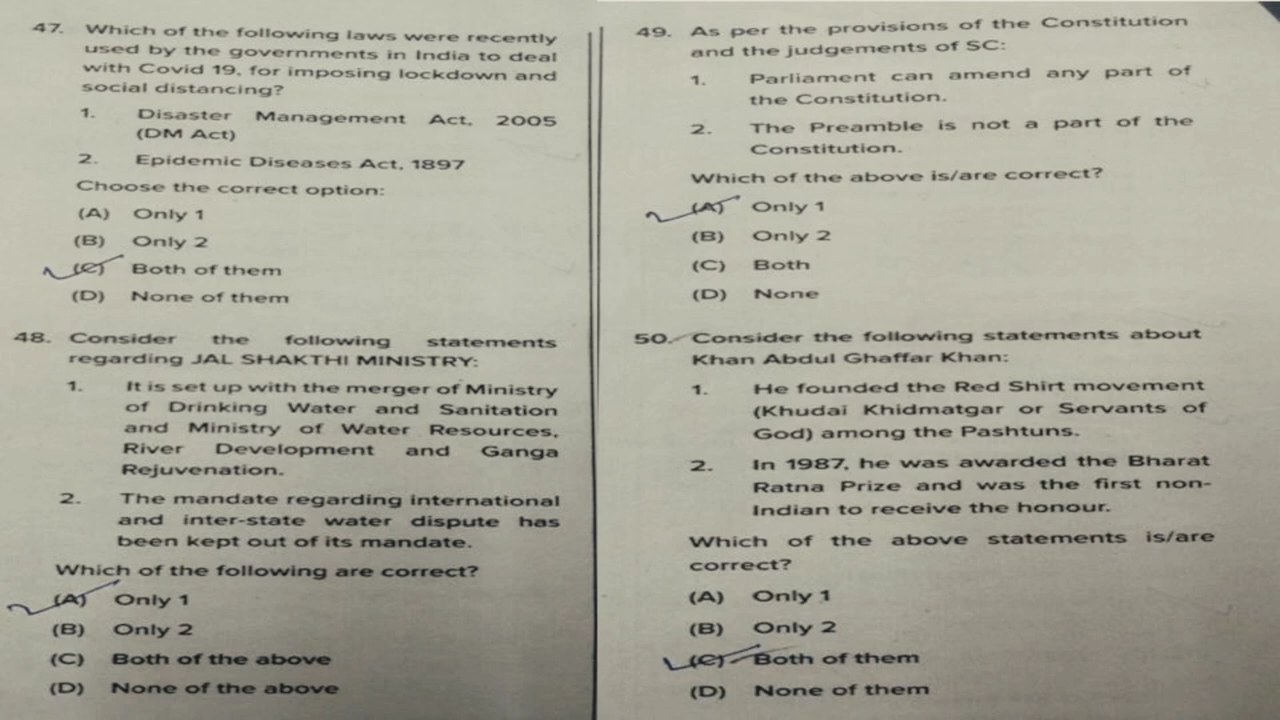 47. Which of the following laws were recently
used by the governments in India to deal
with Covid 19, for imposing lockdown and
social distancing?
1. Disaster Management Act, 2005
(DM Act)
2. Epidemic Diseases Act, 1897
Choose the correct option:
(A) Only 1
(B) Only 2
(C) Both of them
(D) None of them
48. Consider the following statements
regarding JAL SHAKTHI MINISTRY:
1. It is set up with the merger of Ministry
of Drinking Water and Sanitation
and Ministry of Water Resources,
River Development and Ganga
Rejuvenation.
2. The mandate regarding international
and inter-state water dispute has
been kept out of its mandate.
Which of the following are correct?
(A) Only 1
(B) Only 2
(C) Both of the above
(D) None of the above
49. As per the provisions of the Constitution
and the judgements of SC:
1. Parliament can amend any part of
the Constitution.
2. The Preamble is not a part of the
Constitution.
Which of the above is/are correct?
(A) Only 1
(B) Only 2
(C) Both
(D) None
50. Consider the following statements about
Khan Abdul Ghaffar Khan:
1. He founded the Red Shirt movement
(Khudai Khidmatgar or Servants of
God) among the Pashtuns.
2. In 1987, he was awarded the Bharat
Ratna Prize and was the first non-
Indian to receive the honour.
Which of the above statements is/are
correct?
(A) Only 1
(B) Only 2
(C) Both of them
(D) None of them